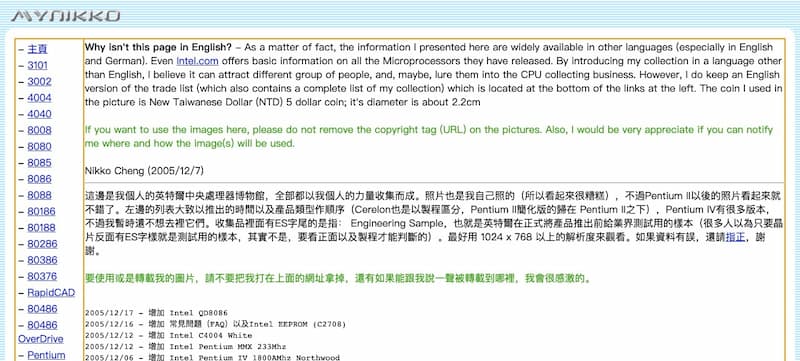 MYNIKKO
– 主頁
– 3101
– 3002
– 4004
– 4040
– 8008
– 8080
– 8085
– 8086
– 8088
– 80186
– 80188
– 80286
– 80386
– 80376
– RapidCAD
– 80486
– 80486
OverDrive
– Pentium
Why isn't this page in English? – As a matter of fact, the information I presented here are widely available in other languages (especially in English
and German). Even Intel.com offers basic information on all the Microprocessors they have released. By introducing my collection in a language other
than English, I believe it can attract different group of people, and, maybe, lure them into the CPU collecting business. However, I do keep an English
version of the trade list (which also contains a complete list of my collection) which is located at the bottom of the links at the left. The coin I used in
the picture is New Taiwanese Dollar (NTD) 5 dollar coin; it's diameter is about 2.2cm
If you want to use the images here, please do not remove the copyright tag (URL) on the pictures. Also, I would be very appreciate if you can notify
me where and how the image(s) will be used.
Nikko Cheng (2005/12/7)
這邊是我個人的英特爾中央處理器博物館，全部都以我個人的力量收集而成。照片也是我自己照的（所以看起來很糟糕），不過Pentium II以後的照片看起來就
不錯了。左邊的列表大致以推出的時間以及產品類型作順序（Cerelon也是以製程區分，Pentium II簡化版的歸在 Pentium II之下），Pentium IV有很多版本，
不過我暫時還不想去裡它們。收集品裡面有ES字尾的是指： Engineering Sample，也就是英特爾在正式將產品推出前給業界測試用的樣本（很多人以為只要晶
片反面有ES字樣就是測試用的樣本，其實不是，要看正面以及製程才能判斷的）。最好用 1024 x 768 以上的解析度來觀看。如果資料有誤，還請指正，謝
謝。
要使用或是轉載我的圖片，請不要把我打在上面的網址拿掉，還有如果能跟我說一聲被轉載到哪裡，我會很感激的。
2005/12/17 – 增加 Intel QD8086
2005/12/16 – 增加 常見問題（FAQ）以及Intel EEPROM (C2708)
2005/12/12 – 增加 Intel C4004 White
2005/12/12 – 增加 Intel Pentium MMX 233Mhz
2005/12/06 – 增加 Intel Pentium IV 1800AMhz Northwood